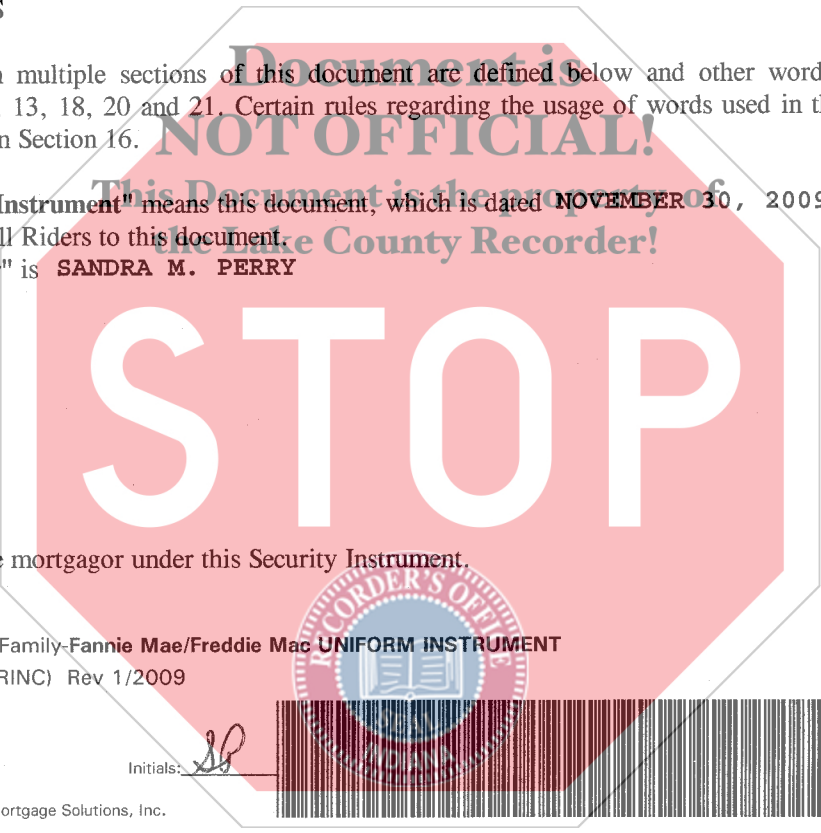 S
multiple sections of this document are defined below and other word
13, 18, 20 and 21. Certain rules regarding the usage of words used in th
n Section 16.
Document is
NOT OFFICIAL!
This Document is the property of
the Lake County Recorder!
Instrument" means this document, which is dated NOVEMBER 30, 2009
ll Riders to this document.
" is SANDRA M. PERRY
STOP
e mortgagor under this Security Instrument.
RECORDER'S OFFICE
SEAL
INDIANA
Family-Fannie Mae/Freddie Mac UNIFORM INSTRUMENT
RINC) Rev 1/2009
Initials: SP
ortgage Solutions, Inc.